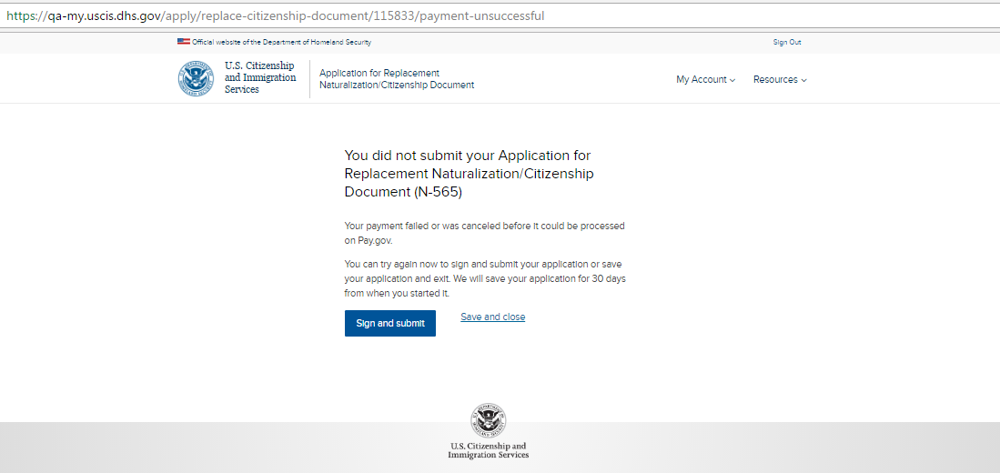 https://qa-my.uscis.dhs.gov/apply/replace-citizenship-document/115833/payment-unsuccessful
Official website of the Department of Homeland Security
Sign Out
U.S. Citizenship
and Immigration
Services
Application for Replacement
Naturalization/Citizenship Document
My Account
Resources
You did not submit your Application for
Replacement Naturalization/Citizenship
Document (N-565)
Your payment failed or was canceled before it could be processed
on Pay.gov.
You can try again now to sign and submit your application or save
your application and exit. We will save your application for 30 days
from when you started it.
Sign and submit
Save and close
U.S. Citizenship and
Immigration Services